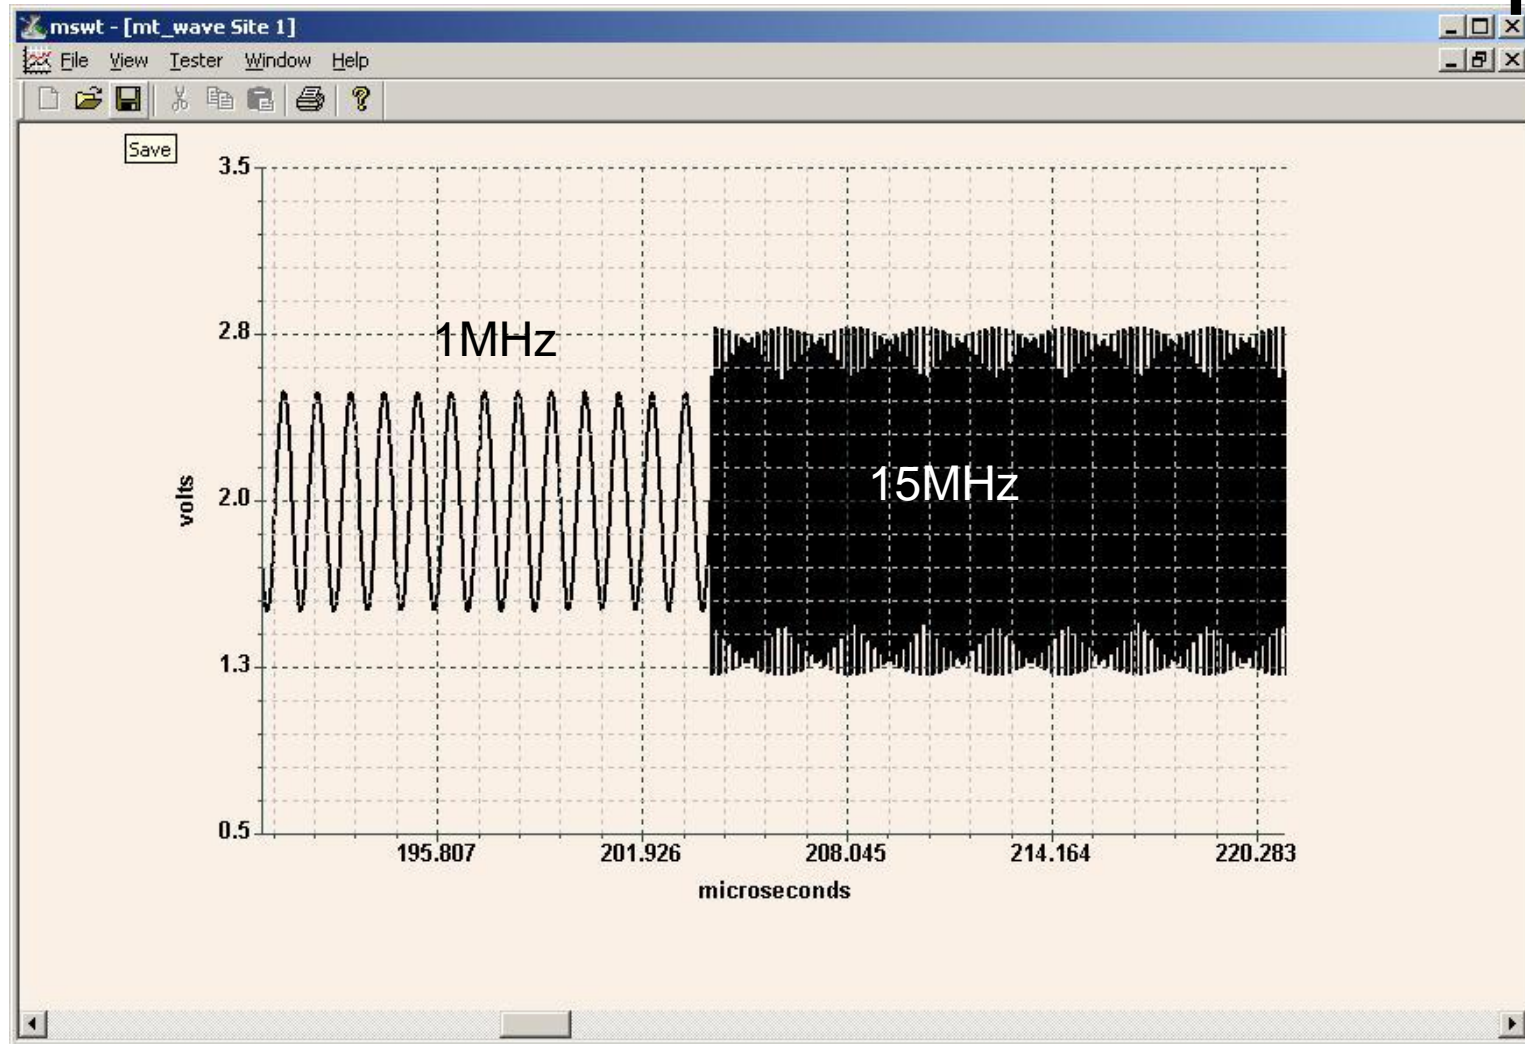 mswt - [mt_wave Site 1]
File View Tester Window Help
Save
3.5
2.8
1MHz
2.0
15MHz
volts
1.3
0.5
195.807 201.926 208.045 214.164 220.283
microseconds